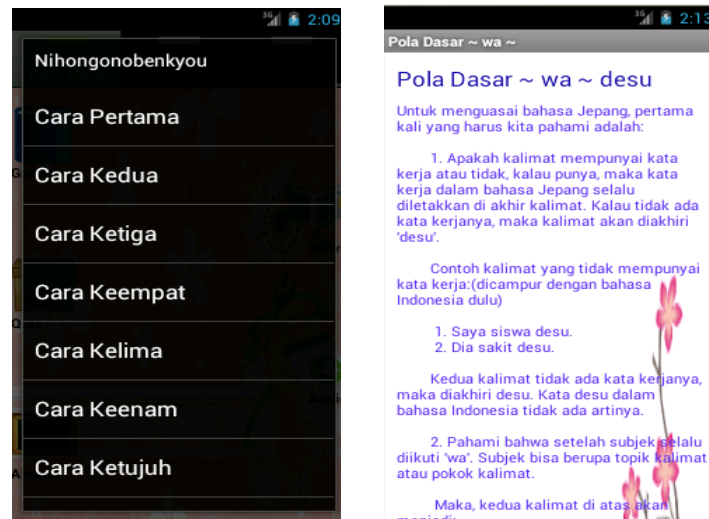 3G 2:09
Nihongonobenkyou
Cara Pertama
Cara Kedua
Cara Ketiga
Cara Keempat
Cara Kelima
Cara Keenam
Cara Ketujuh
3G 2:13
Pola Dasar ~ wa ~
Pola Dasar ~ wa ~ desu
Untuk menguasai bahasa Jepang, pertama
kali yang harus kita pahami adalah:
1. Apakah kalimat mempunyai kata
kerja atau tidak, kalau punya, maka kata
kerja dalam bahasa Jepang selalu
diletakkan di akhir kalimat. Kalau tidak ada
kata kerjanya, maka kalimat akan diakhiri
'desu'.
Contoh kalimat yang tidak mempunyai
kata kerja:(dicampur dengan bahasa
Indonesia dulu)
1. Saya siswa desu.
2. Dia sakit desu.
Kedua kalimat tidak ada kata kerjanya,
maka diakhiri desu. Kata desu dalam
bahasa Indonesia tidak ada artinya.
2. Pahami bahwa setelah subjek selalu
diikuti 'wa'. Subjek bisa berupa topik kalimat
atau pokok kalimat.
Maka, kedua kalimat di atas akan